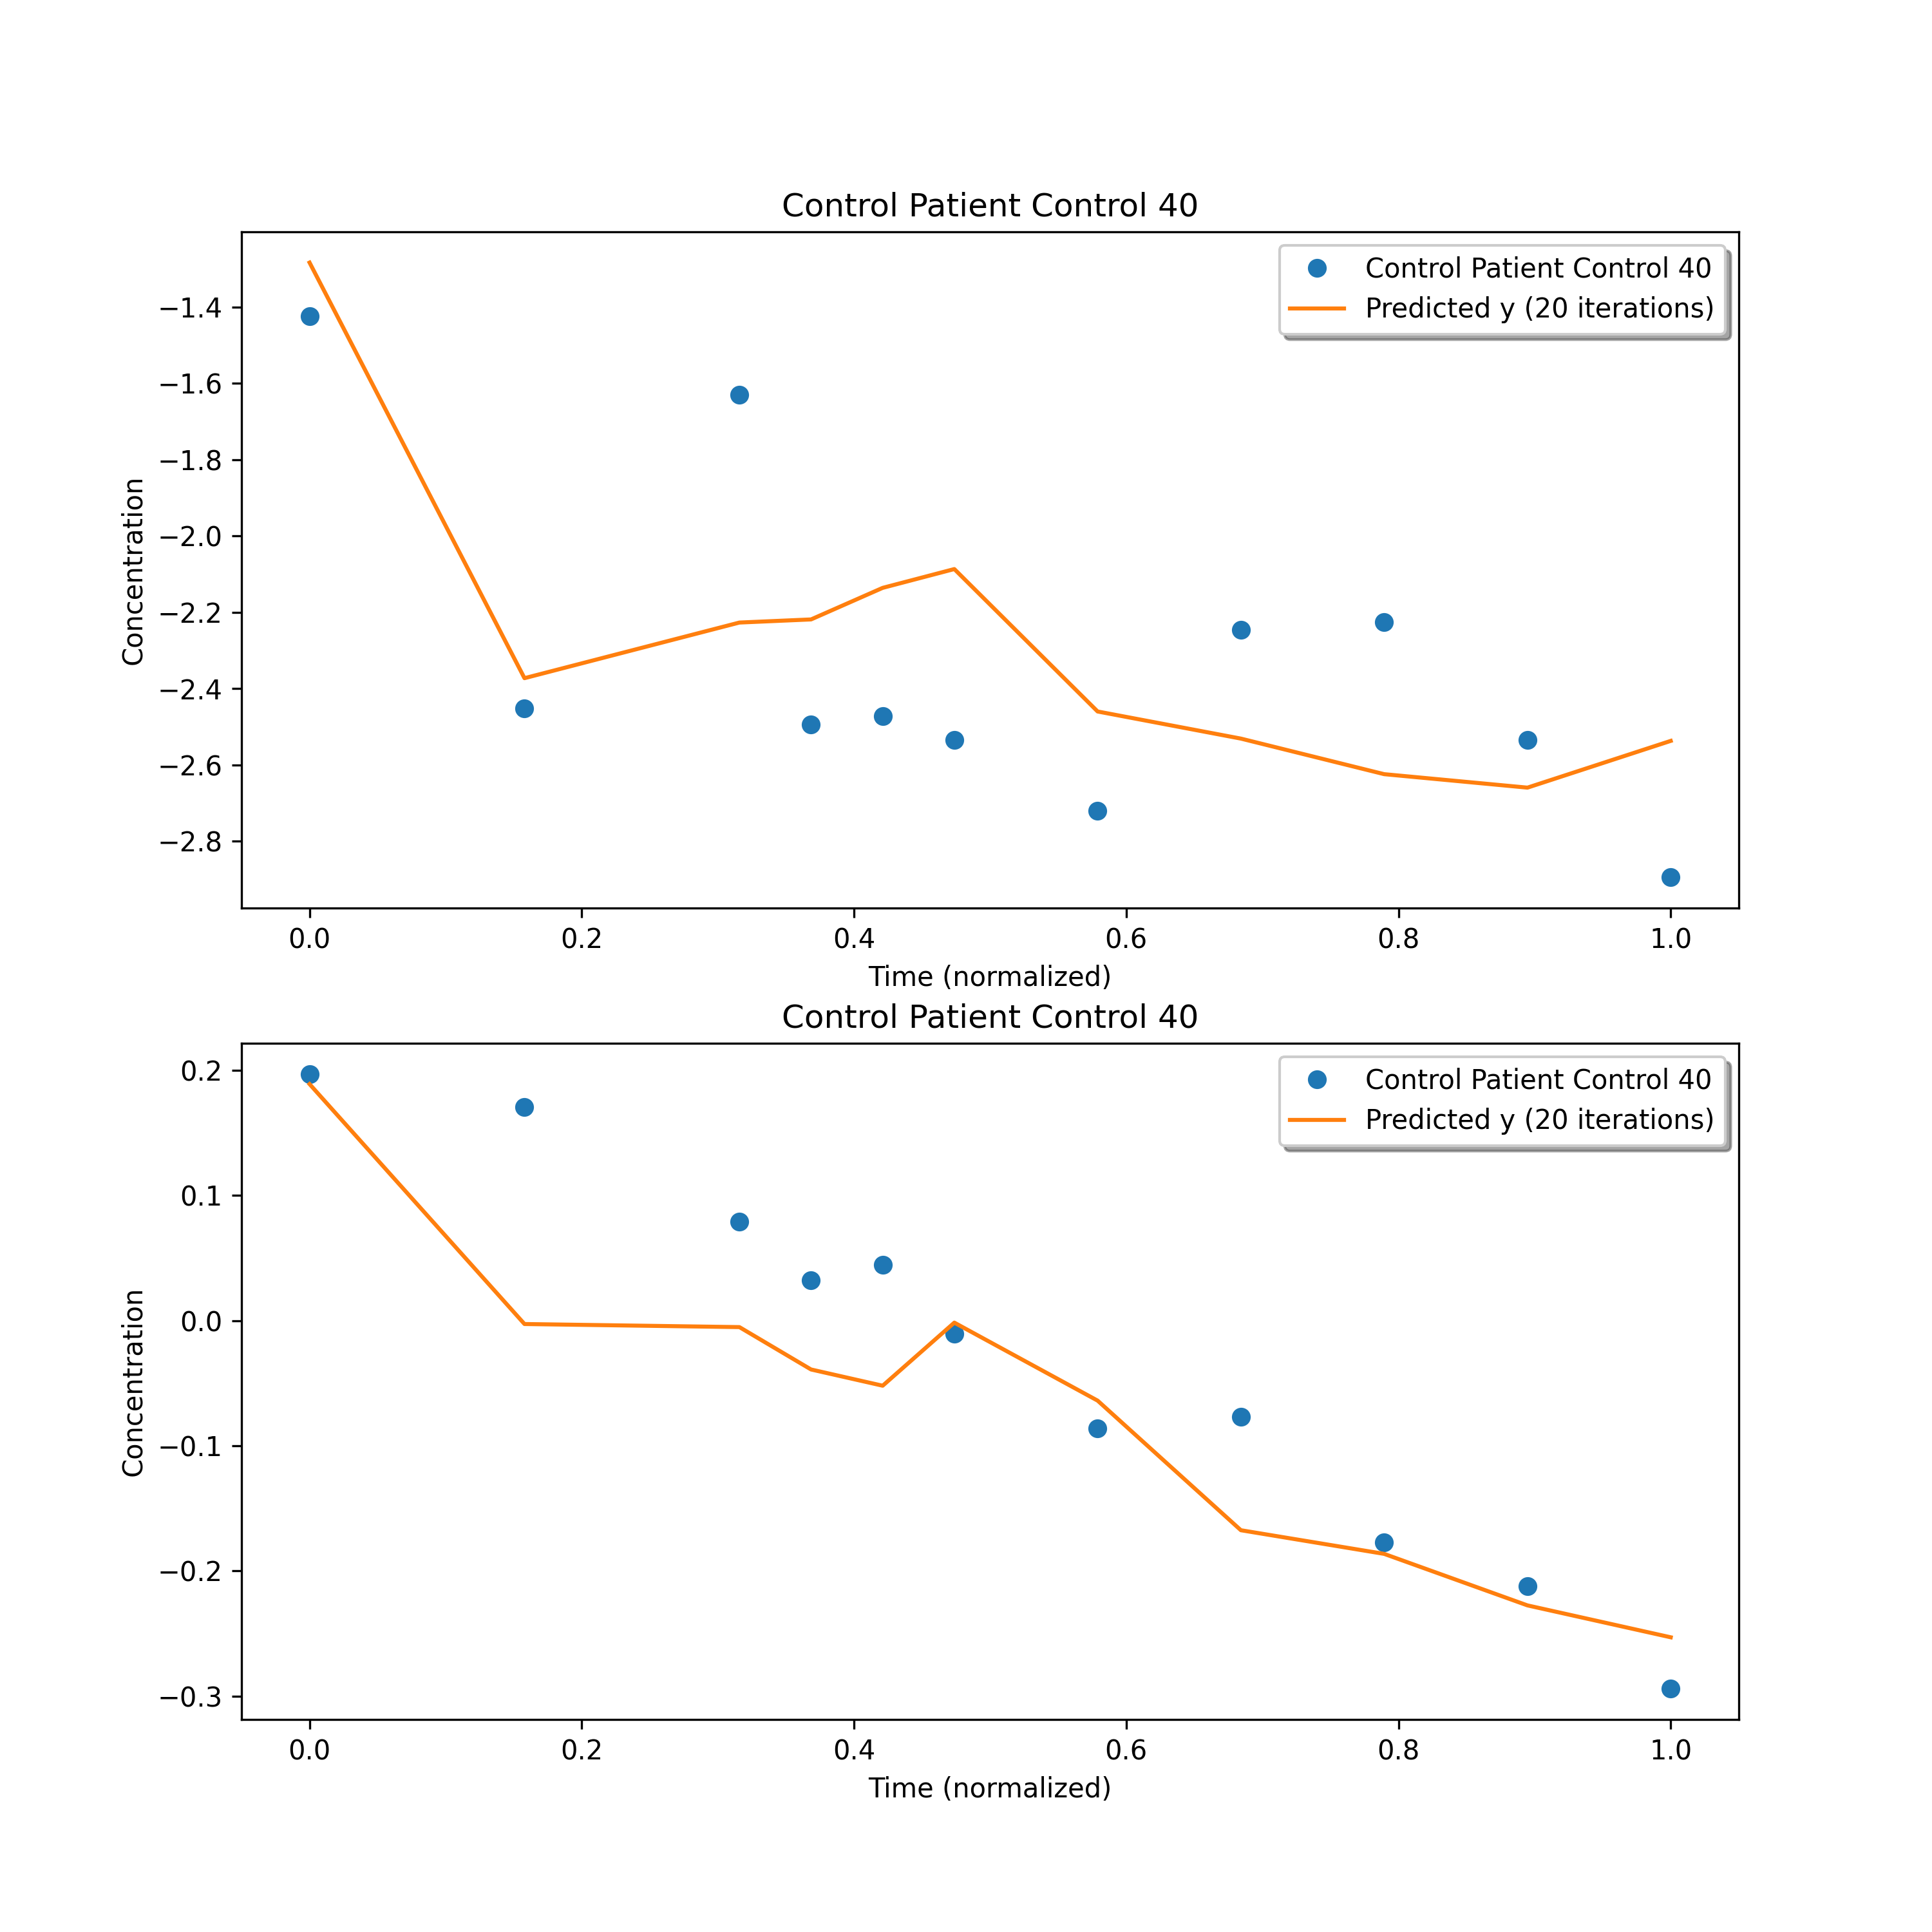 Control Patient Control 40
Control Patient Control 40
Predicted y (20 iterations)
−1.4
−1.6
−1.8
−2.0
−2.2
−2.4
−2.6
−2.8
Concentration
0.0 0.2 0.4 0.6 0.8 1.0
Time (normalized)
Control Patient Control 40
Control Patient Control 40
Predicted y (20 iterations)
0.2
0.1
0.0
−0.1
−0.2
−0.3
Concentration
0.0 0.2 0.4 0.6 0.8 1.0
Time (normalized)